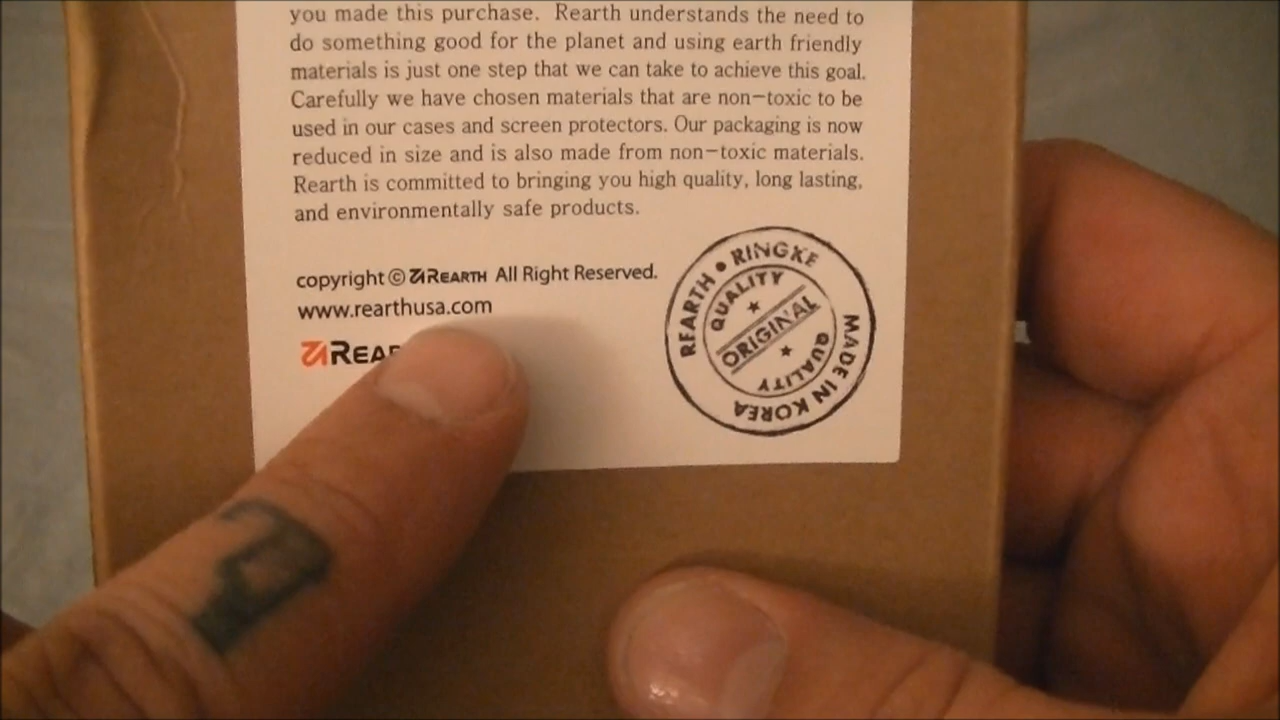 you made this purchase. Rearth understands the need to
do something good for the planet and using earth friendly
materials is just one step that we can take to achieve this goal.
Carefully we have chosen materials that are non-toxic to be
used in our cases and screen protectors. Our packaging is now
reduced in size and is also made from non-toxic materials.
Rearth is committed to bringing you high quality, long lasting,
and environmentally safe products.
copyright © REARTH All Right Reserved.
www.rearthusa.com
REARTH • RINGKE
QUALITY
ORIGINAL
QUALITY
MADE IN KOREA